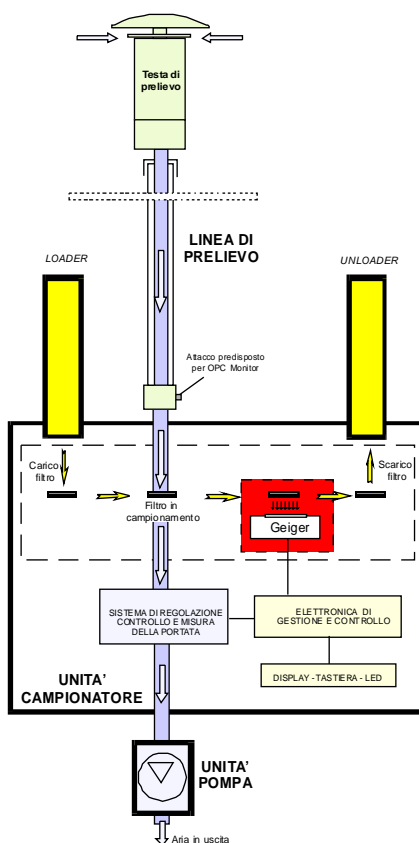 Testa di
prelievo
LINEA DI
PRELIEVO
LOADER
UNLOADER
Attacco predisposto
per OPC Monitor
Carico
filtro
Scarico
filtro
Filtro in
campionamento
Geiger
SISTEMA DI REGOLAZIONE
CONTROLLO E MISURA
DELLA PORTATA
ELETTRONICA DI
GESTIONE E CONTROLLO
DISPLAY - TASTIERA - LED
UNITA'
CAMPIONATORE
UNITA'
POMPA
Aria in uscita